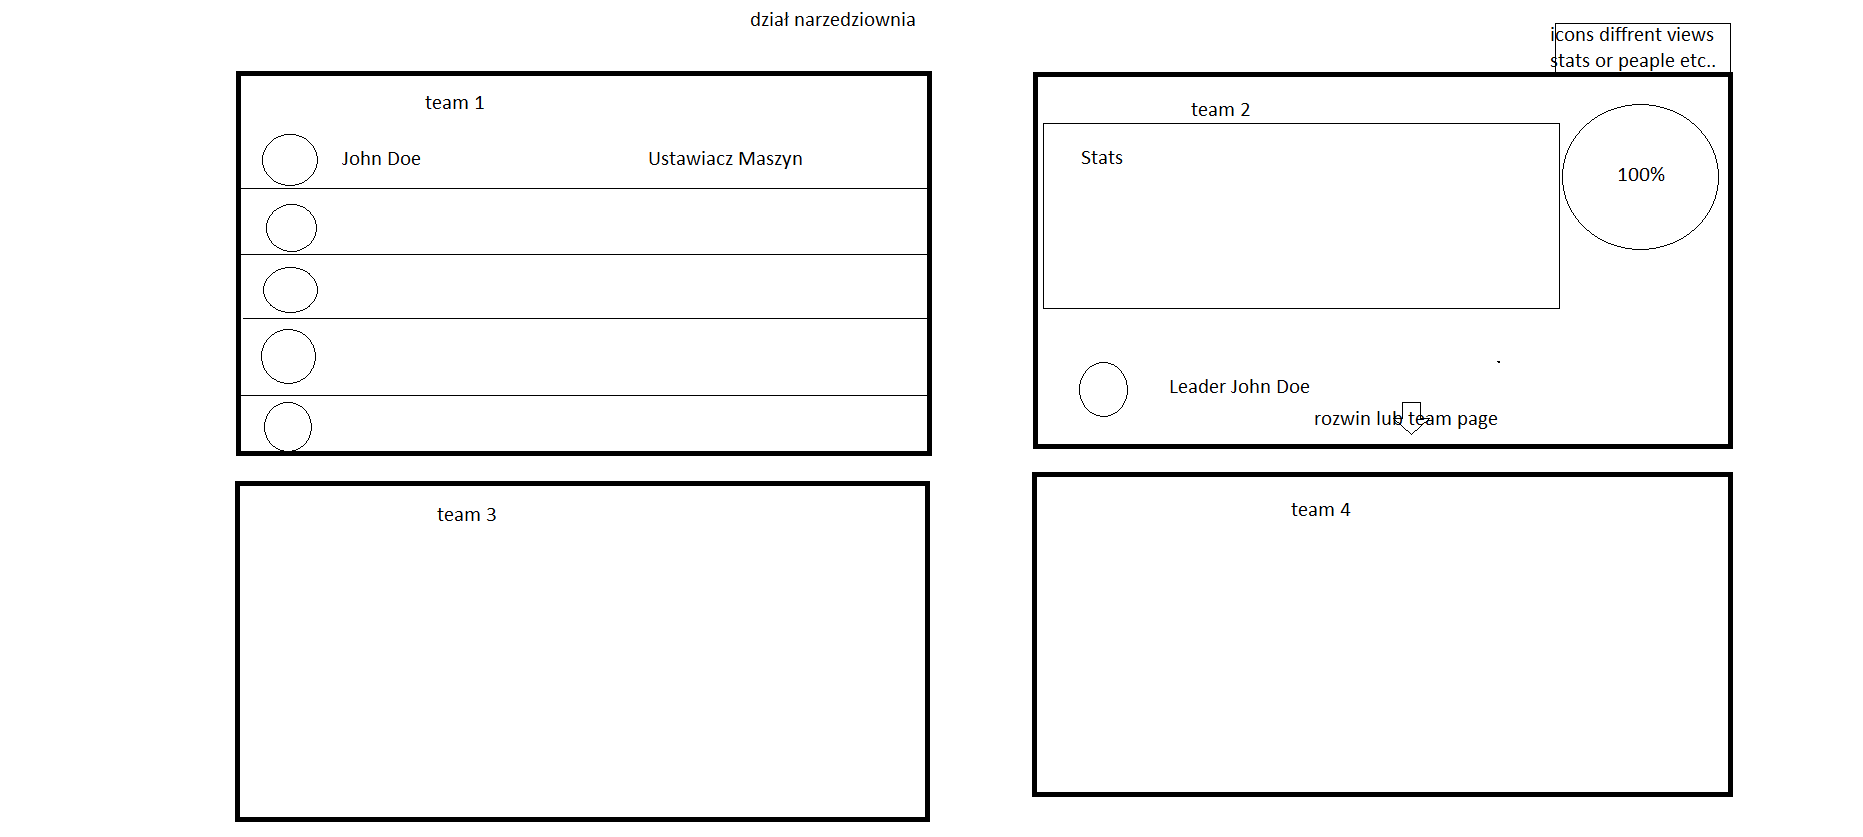 dział narzedziownia
icons diffrent views
stats or peaple etc..
team 1
John Doe
Ustawiacz Maszyn
team 2
Stats
100%
Leader John Doe
rozwin lub team page
team 3
team 4